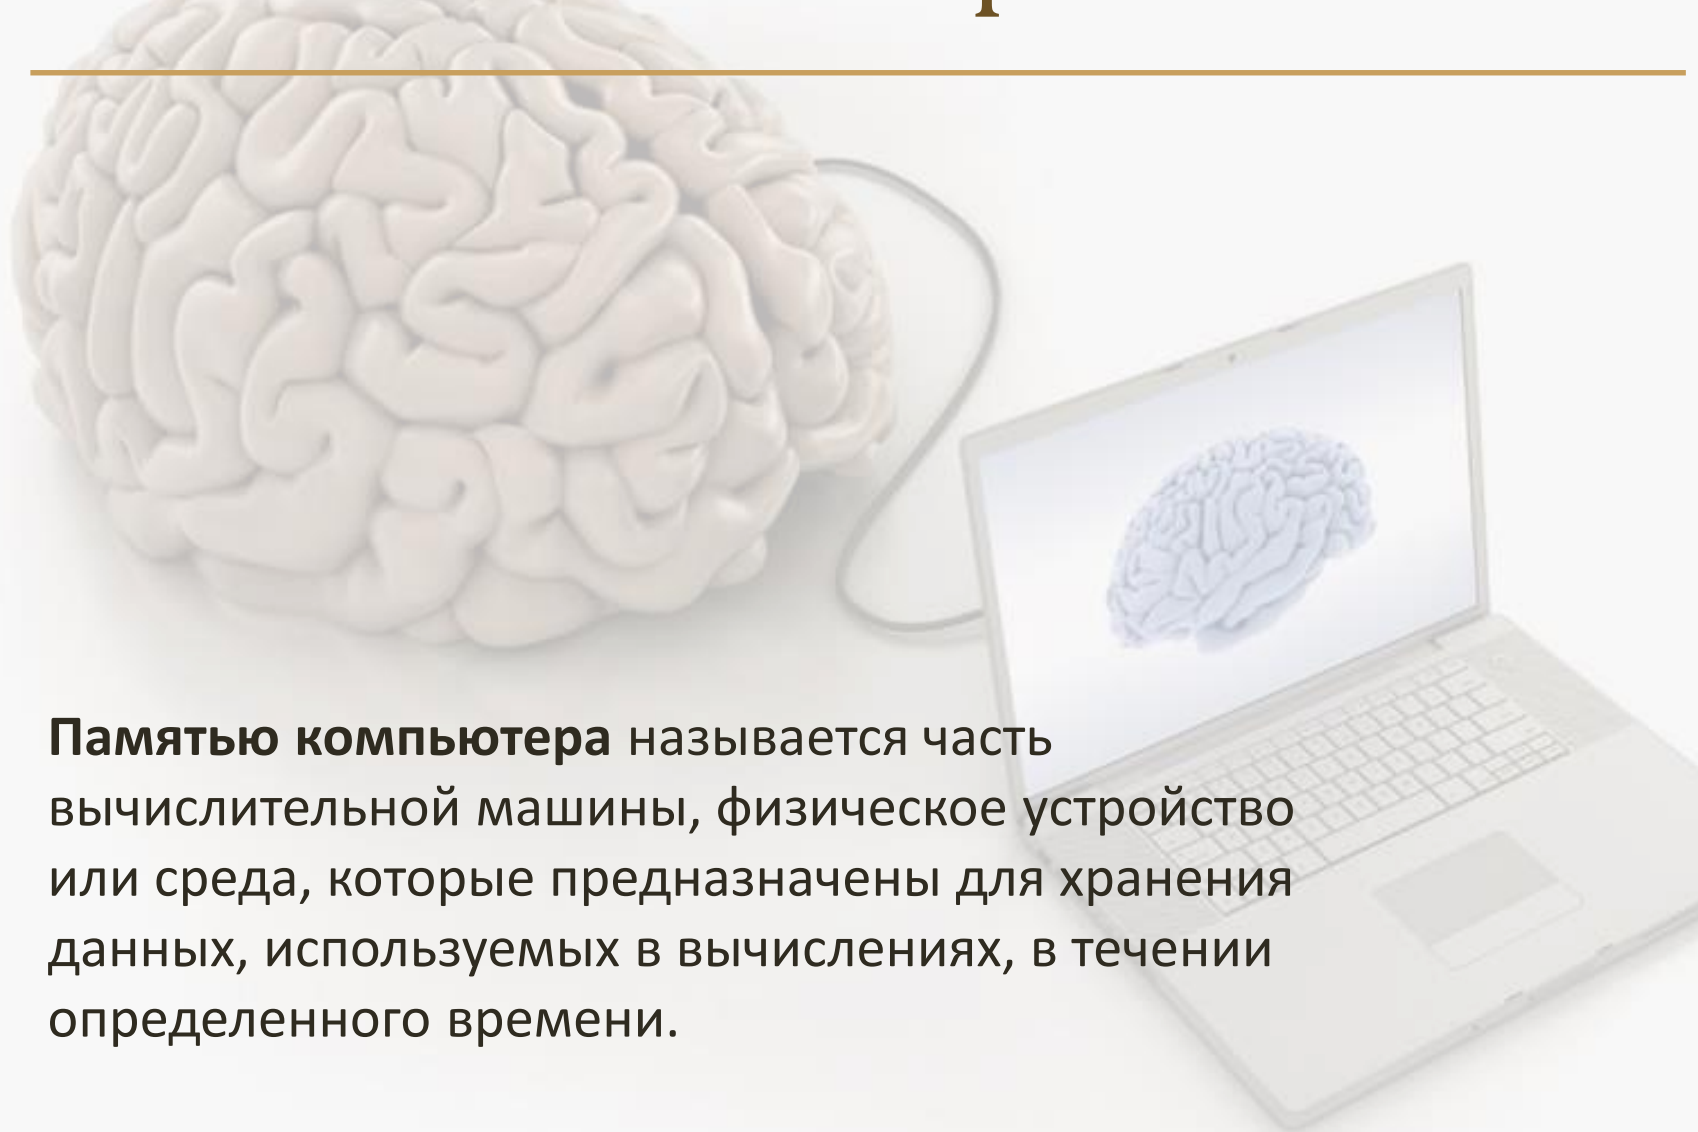 Памятью компьютера называется часть
вычислительной машины, физическое устройство
или среда, которые предназначены для хранения
данных, используемых в вычислениях, в течении
определенного времени.